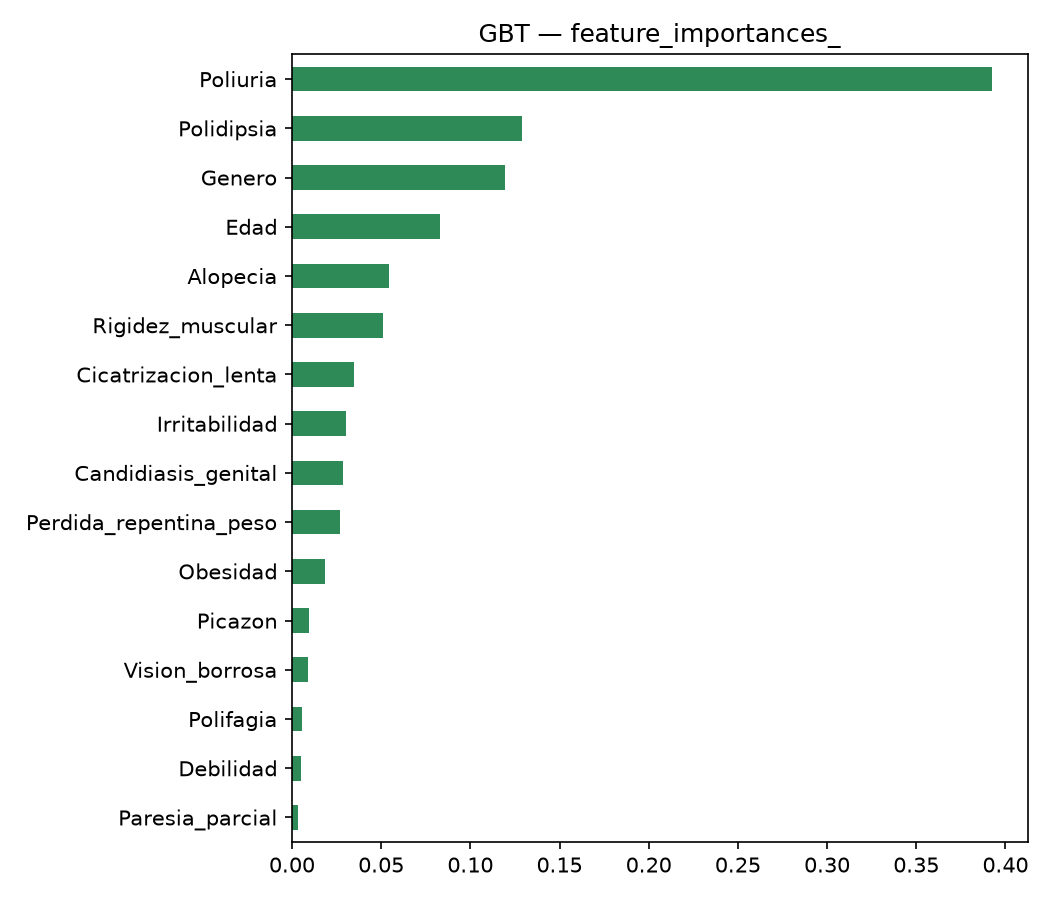 GBT — feature_importances_
Poliuria
Polidipsia
Genero
Edad
Alopecia
Rigidez_muscular
Cicatrizacion_lenta
Irritabilidad
Candidiasis_genital
Perdida_repentina_peso
Obesidad
Picazon
Vision_borrosa
Polifagia
Debilidad
Paresia_parcial
0.00 0.05 0.10 0.15 0.20 0.25 0.30 0.35 0.40